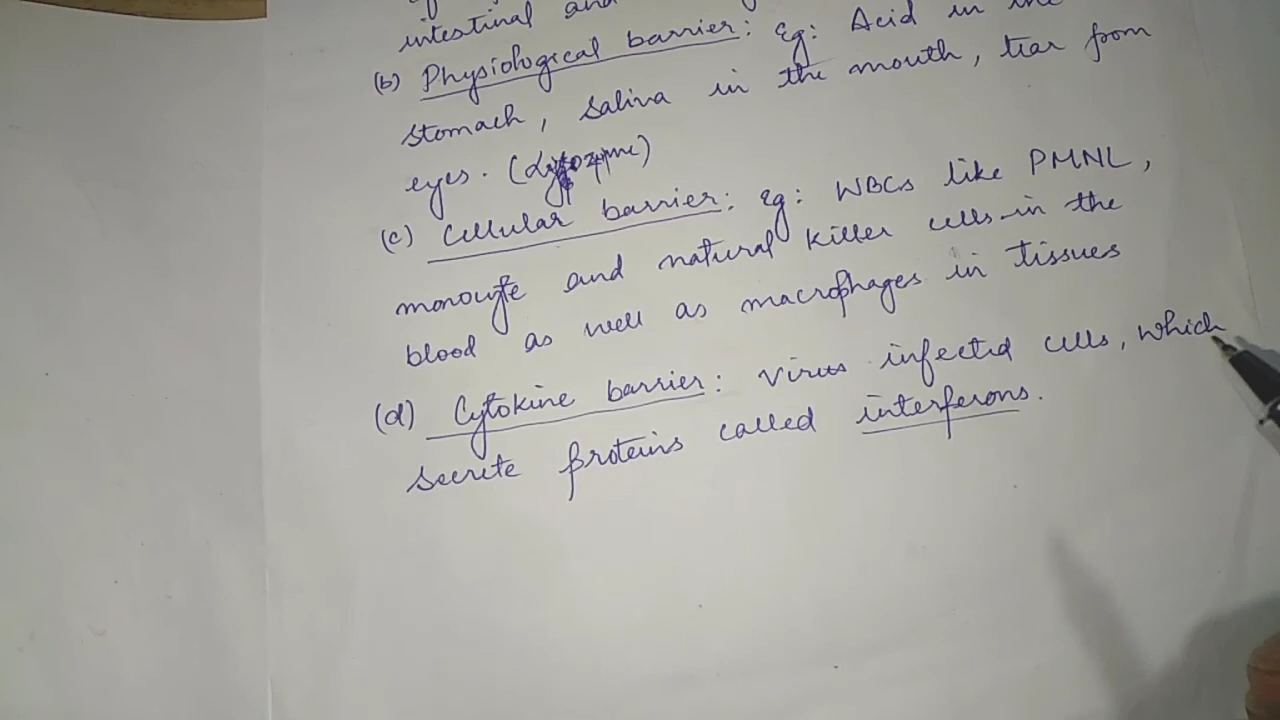 intestinal and
(b) Physiological barrier: Eg: Acid in the
stomach, saliva in the mouth, tear from
eyes. (Lysozyme)
(c) Cellular barrier: Eg: WBCs like PMNL,
monocyte and natural killer cells in the
blood as well as macrophages in tissues
(d) Cytokine barrier: Virus infected cells, which
secrete proteins called interferons.